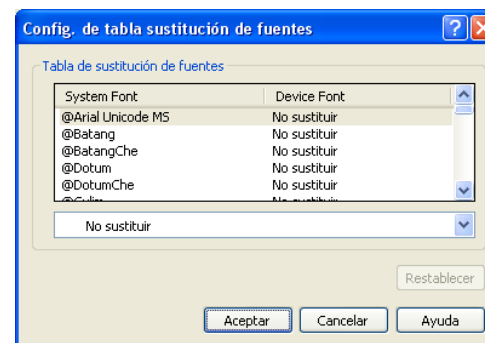 Config. de tabla sustitución de fuentes
Tabla de sustitución de fuentes
System Font Device Font
@Arial Unicode MS No sustituir
@Batang No sustituir
@BatangChe No sustituir
@Dotum No sustituir
@DotumChe No sustituir
No sustituir
No sustituir
Restablecer
Aceptar Cancelar Ayuda